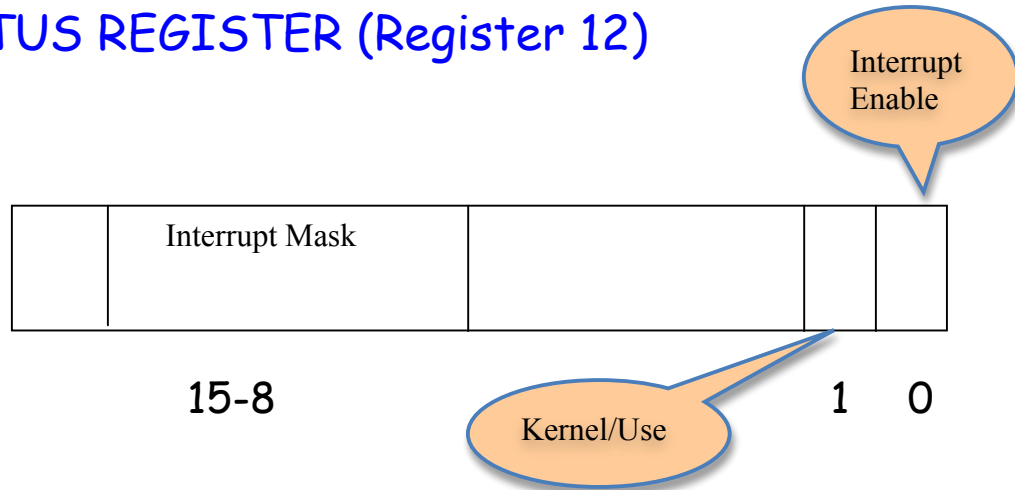 TUS REGISTER (Register 12)
Interrupt
Enable
Interrupt Mask
15-8
1 0
Kernel/Use